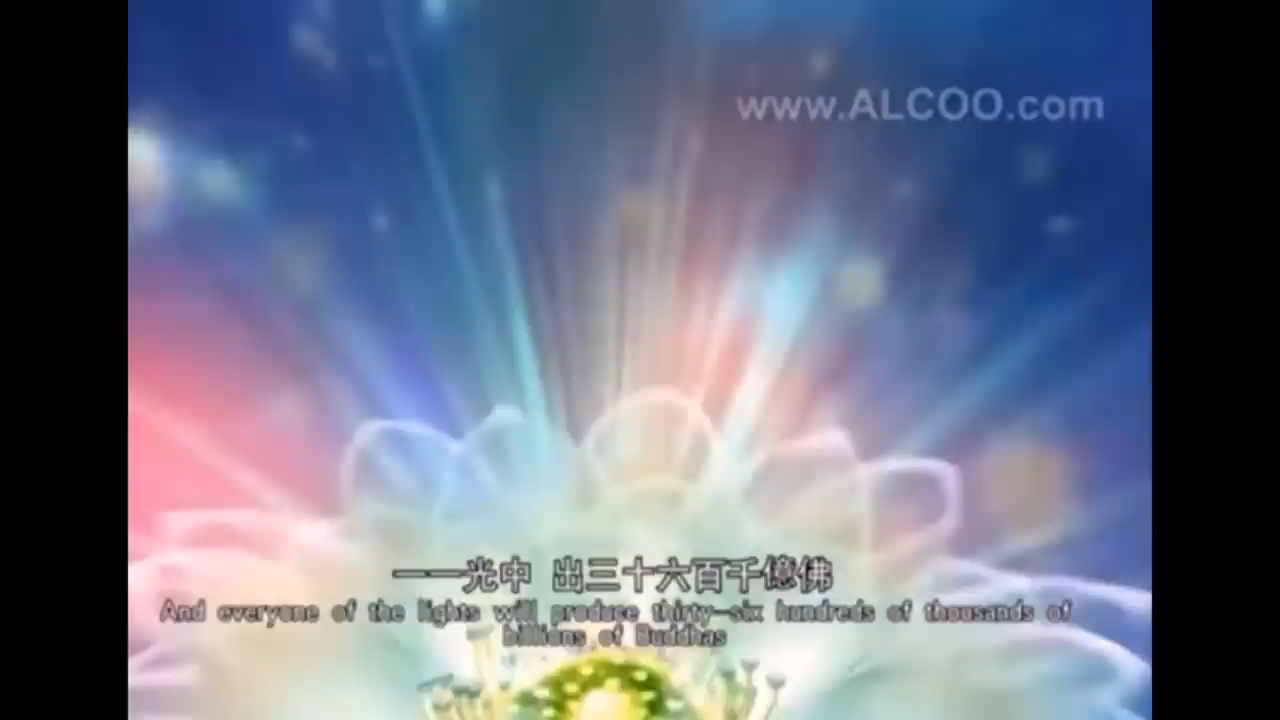 www.ALCOO.com
一一光中 出三十六百千億佛
And everyone of the lights will produce thirty-six hundreds of thousands of
billions of Buddhas